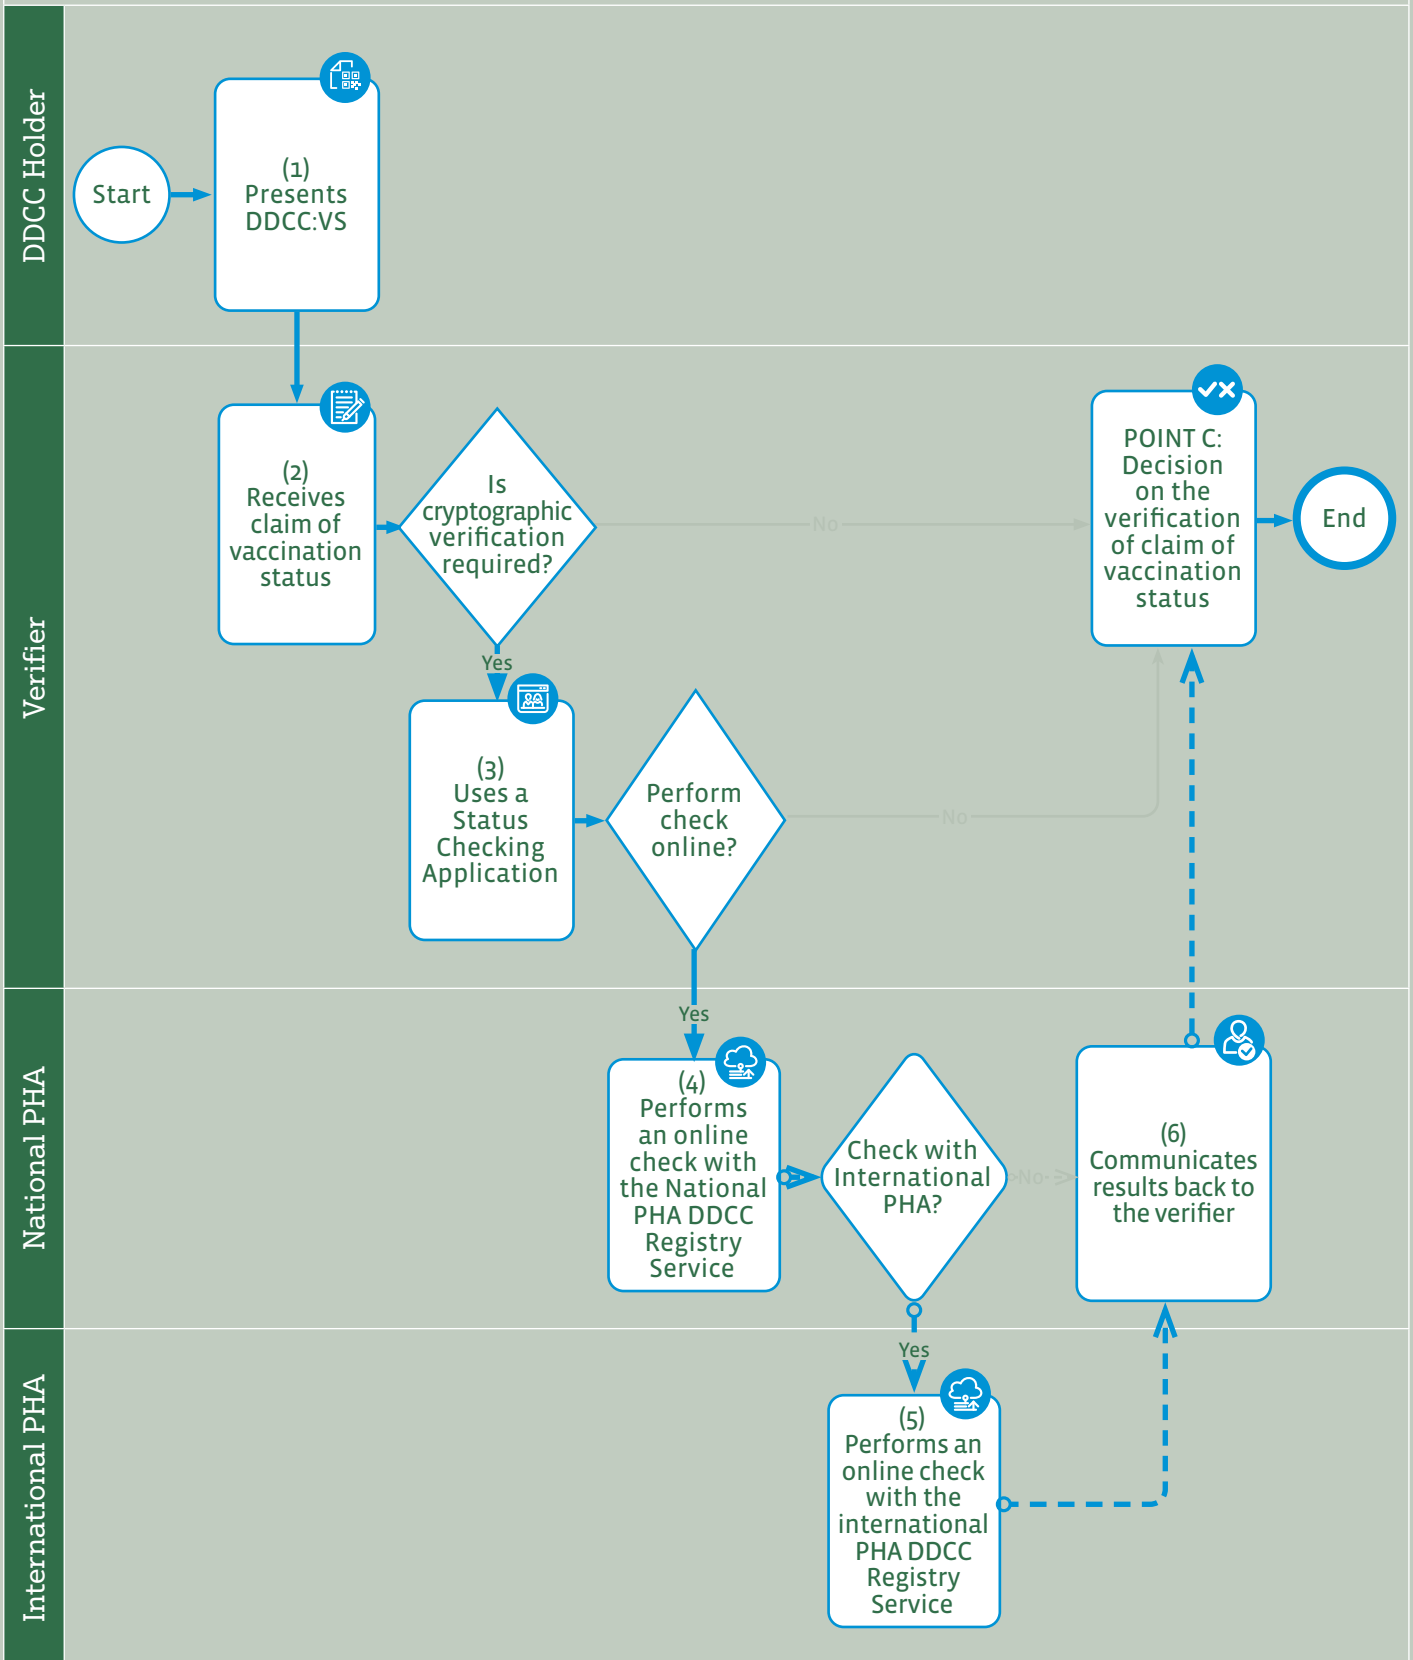 DDCC Holder
Start
(1)
Presents
DDCC:VS
Verifier
(2)
Receives
claim of
vaccination
status
Is
cryptographic
verification
required?
No
POINT C:
Decision
on the
verification
of claim of
vaccination
status
End
Yes
(3)
Uses a
Status
Checking
Application
Perform
check
online?
No
National PHA
Yes
(4)
Performs
an online
check with
the National
PHA DDCC
Registry
Service
Check with
International
PHA?
No
(6)
Communicates
results back to
the verifier
International PHA
Yes
(5)
Performs an
online check
with the
international
PHA DDCC
Registry
Service